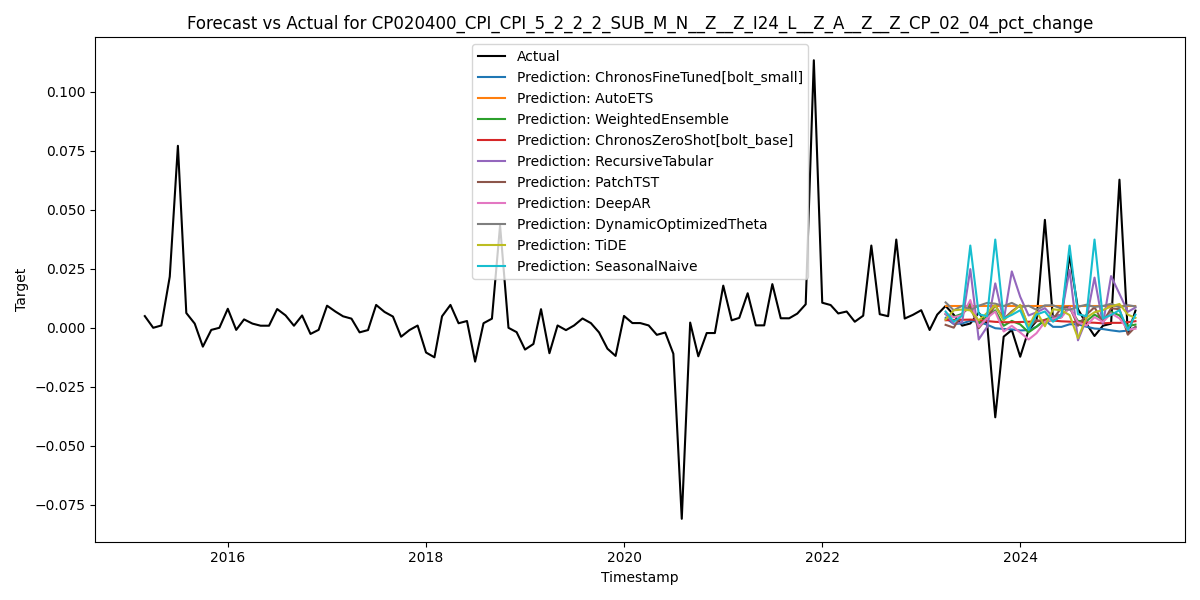 Forecast vs Actual for CP020400_CPI_CPI_5_2_2_2_SUB_M_N__Z__Z_I24_L__Z_A__Z__Z_CP_02_04_pct_change
Actual
Prediction: ChronosFineTuned[bolt_small]
Prediction: AutoETS
Prediction: WeightedEnsemble
Prediction: ChronosZeroShot[bolt_base]
Prediction: RecursiveTabular
Prediction: PatchTST
Prediction: DeepAR
Prediction: DynamicOptimizedTheta
Prediction: TiDE
Prediction: SeasonalNaive
0.100
0.075
0.050
0.025
0.000
−0.025
−0.050
−0.075
Target
2016
2018
2020
2022
2024
Timestamp